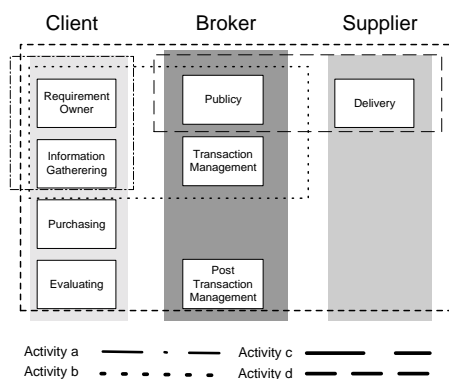 Client Broker Supplier
Requirement Owner
Publicy
Delivery
Information Gatherering
Transaction Management
Purchasing
Evaluating
Post Transaction Management
Activity a
Activity c
Activity b
Activity d